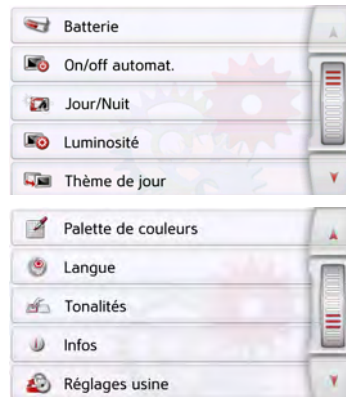 Batterie
On/off automat.
Jour/Nuit
Luminosité
Thème de jour
Palette de couleurs
Langue
Tonalités
Infos
Réglages usine